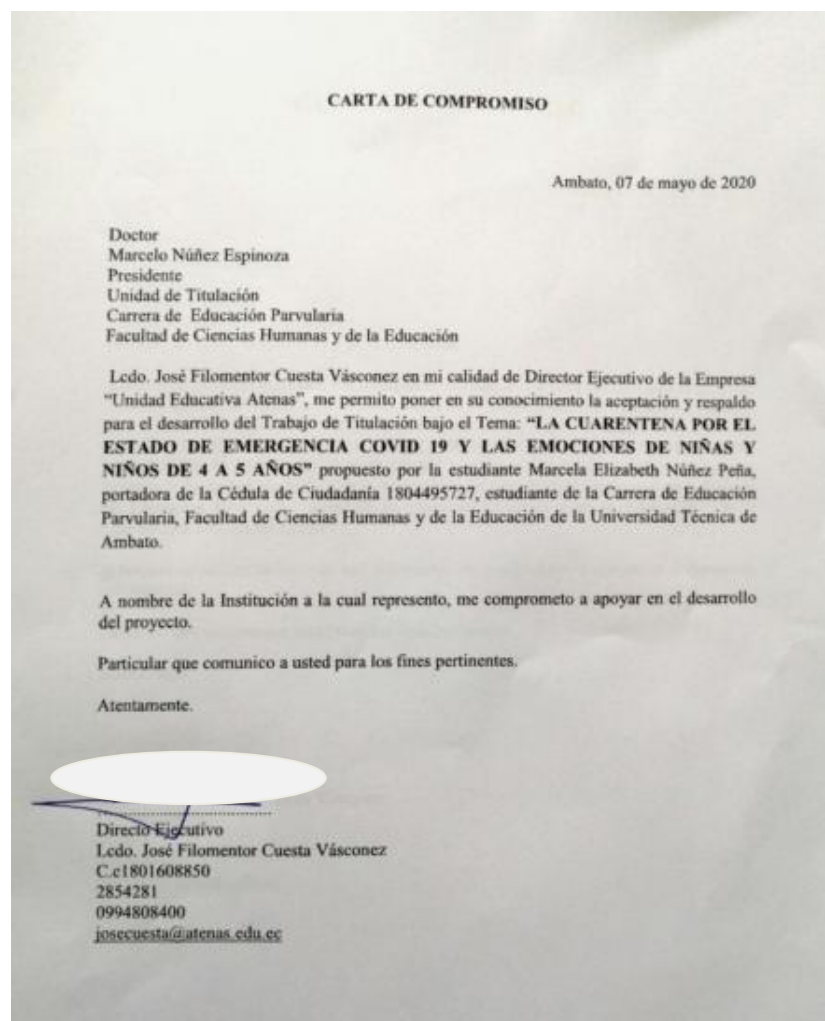 CARTA DE COMPROMISO
Ambato, 07 de mayo de 2020
Doctor
Marcelo Núñez Espinoza
Presidente
Unidad de Titulación
Carrera de Educación Parvularia
Facultad de Ciencias Humanas y de la Educación
Lcdo. José Filomentor Cuesta Vásconez en mi calidad de Director Ejecutivo de la Empresa
“Unidad Educativa Atenas”, me permito poner en su conocimiento la aceptación y respaldo
para el desarrollo del Trabajo de Titulación bajo el Tema: “LA CUARENTENA POR EL
ESTADO DE EMERGENCIA COVID 19 Y LAS EMOCIONES DE NIÑAS Y
NIÑOS DE 4 A 5 AÑOS” propuesto por la estudiante Marcela Elizabeth Núñez Peña,
portadora de la Cédula de Ciudadanía 1804495727, estudiante de la Carrera de Educación
Parvularia, Facultad de Ciencias Humanas y de la Educación de la Universidad Técnica de
Ambato.
A nombre de la Institución a la cual represento, me comprometo a apoyar en el desarrollo
del proyecto.
Particular que comunico a usted para los fines pertinentes.
Atentamente.
Directo Ejecutivo
Lcdo. José Filomentor Cuesta Vásconez
C.c1801608850
2854281
0994808400
josecuesta@atenas.edu.ec